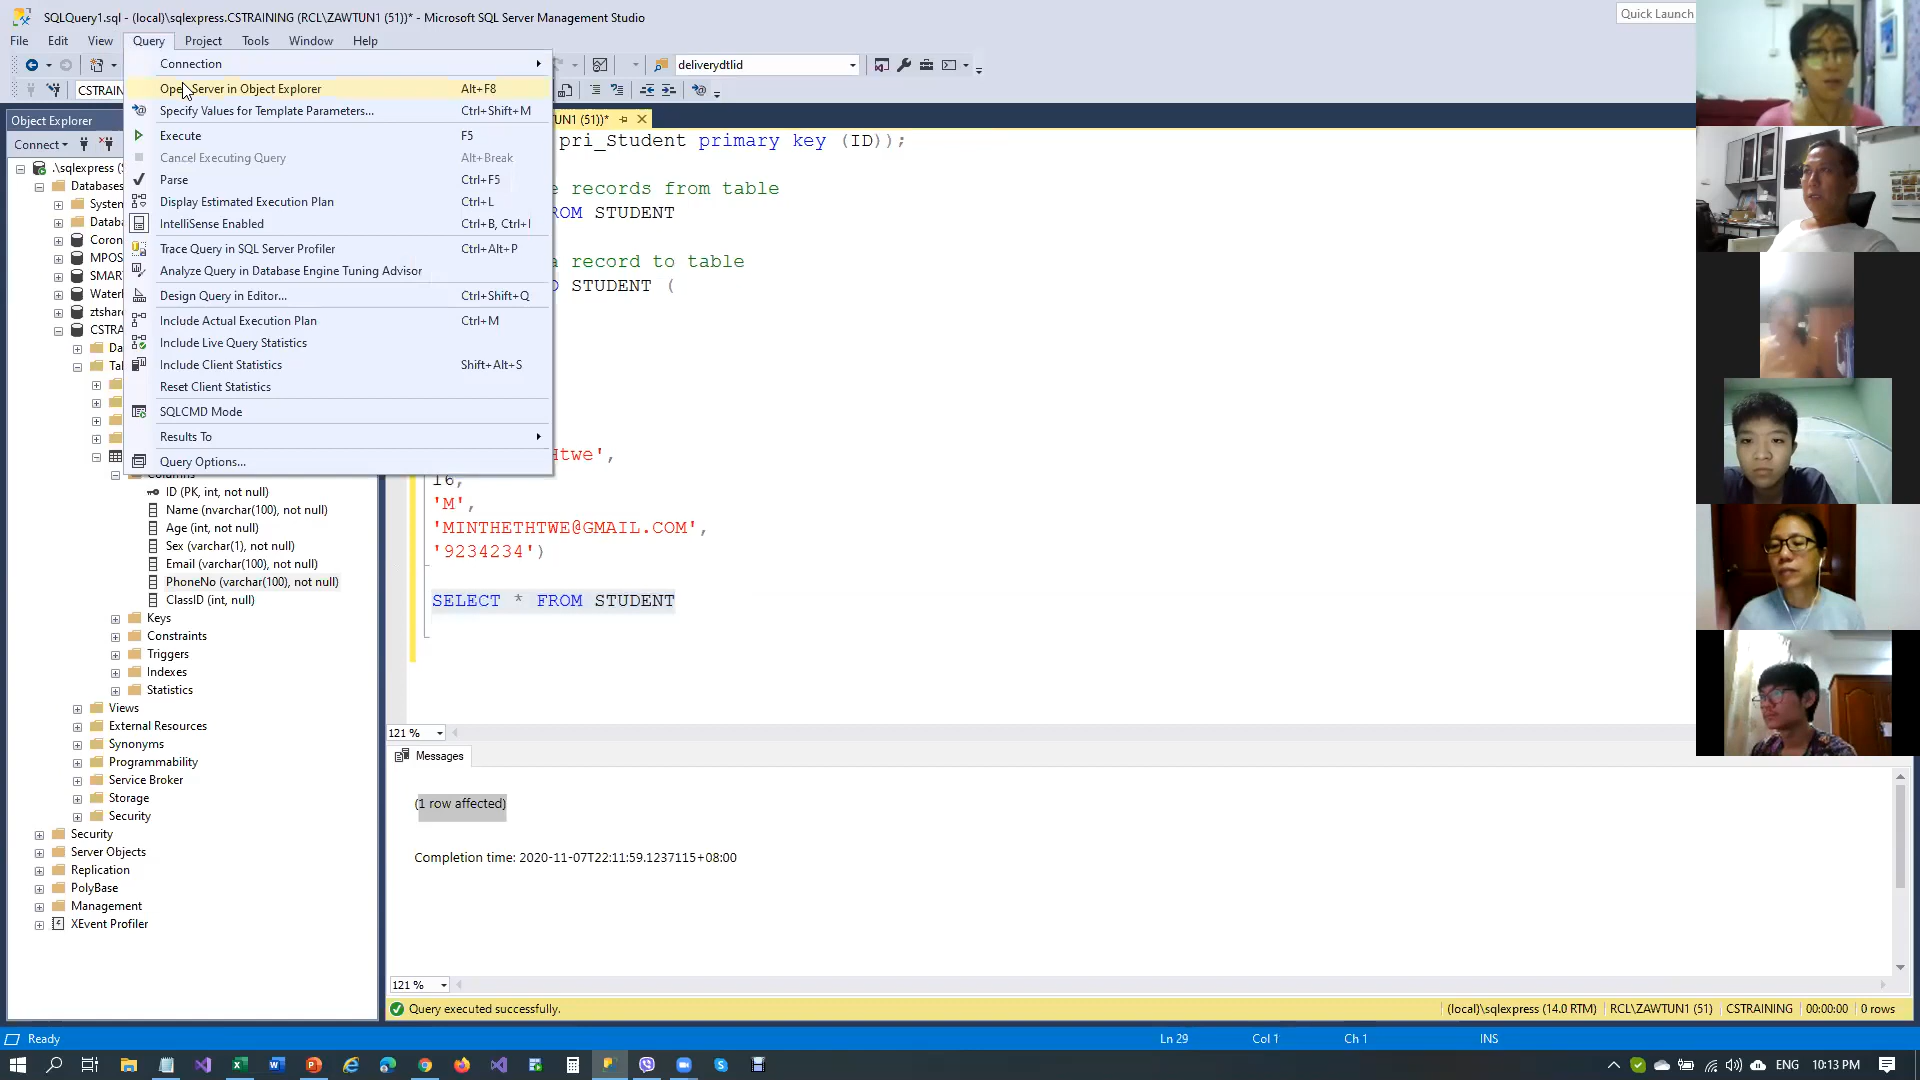 SQLQuery1.sql - (local)\sqlexpress.CSTRAINING (RCL\ZAWTUN1 (51))* - Microsoft SQL Server Management Studio
Quick Launch
File Edit View Query Project Tools Window Help
deliverydtlid
CSTRAIN
Connection
Open Server in Object Explorer Alt+F8
Specify Values for Template Parameters... Ctrl+Shift+M
Execute F5
Cancel Executing Query Alt+Break
Parse Ctrl+F5
Display Estimated Execution Plan Ctrl+L
IntelliSense Enabled Ctrl+B, Ctrl+I
Trace Query in SQL Server Profiler Ctrl+Alt+P
Analyze Query in Database Engine Tuning Advisor
Design Query in Editor... Ctrl+Shift+Q
Include Actual Execution Plan Ctrl+M
Include Live Query Statistics
Include Client Statistics Shift+Alt+S
Reset Client Statistics
SQLCMD Mode
Results To
Query Options...
Object Explorer
Connect
.\sqlexpress (S
Databases
System
Databa
Coron
MPOS
SMAR
Water
ztshar
CSTRA
Da
Tal
Columns
ID (PK, int, not null)
Name (nvarchar(100), not null)
Age (int, not null)
Sex (varchar(1), not null)
Email (varchar(100), not null)
PhoneNo (varchar(100), not null)
ClassID (int, null)
Keys
Constraints
Triggers
Indexes
Statistics
Views
External Resources
Synonyms
Programmability
Service Broker
Storage
Security
Security
Server Objects
Replication
PolyBase
Management
XEvent Profiler
TUN1 (51))*
pri_Student primary key (ID));
e records from table
ROM STUDENT
a record to table
O STUDENT (
Htwe',
16,
'M',
'MINTHETHTWE@GMAIL.COM',
'9234234')
SELECT * FROM STUDENT
121 %
Messages
(1 row affected)
Completion time: 2020-11-07T22:11:59.1237115+08:00
121 %
Query executed successfully. (local)\sqlexpress (14.0 RTM) RCL\ZAWTUN1 (51) CSTRAINING 00:00:00 0 rows
Ready Ln 29 Col 1 Ch 1 INS
ENG 10:13 PM